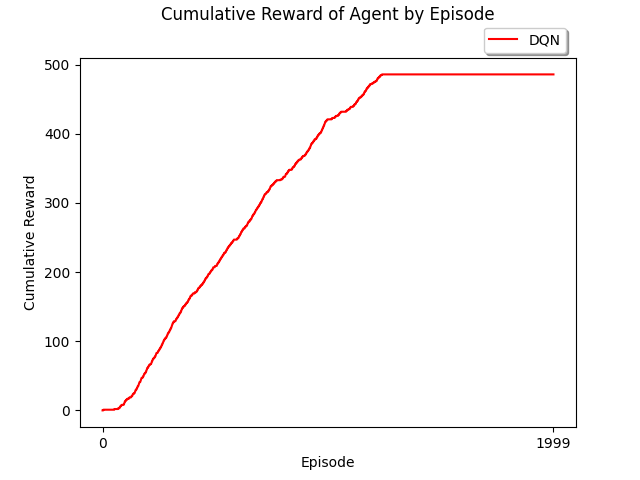 Cumulative Reward of Agent by Episode
DQN
500
400
300
200
100
0
Cumulative Reward
0
1999
Episode